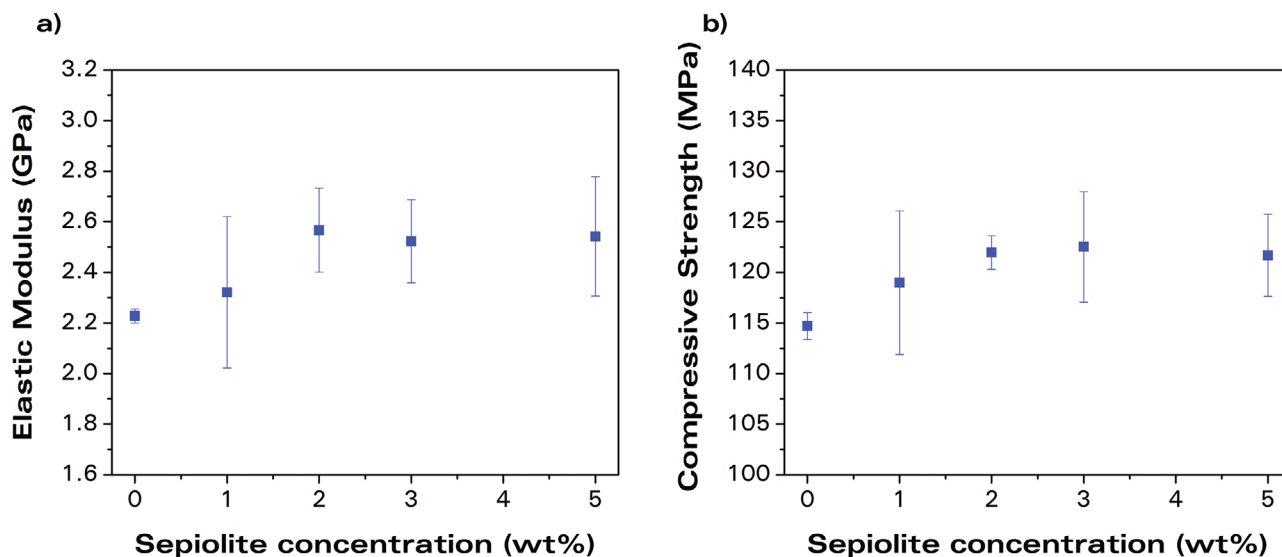 a)
Elastic Modulus (GPa)
3.2
3.0
2.8
2.6
2.4
2.2
2.0
1.8
1.6
0 1 2 3 4 5
Sepiolite concentration (wt%)
b)
Compressive Strength (MPa)
140
135
130
125
120
115
110
105
100
0 1 2 3 4 5
Sepiolite concentration (wt%)